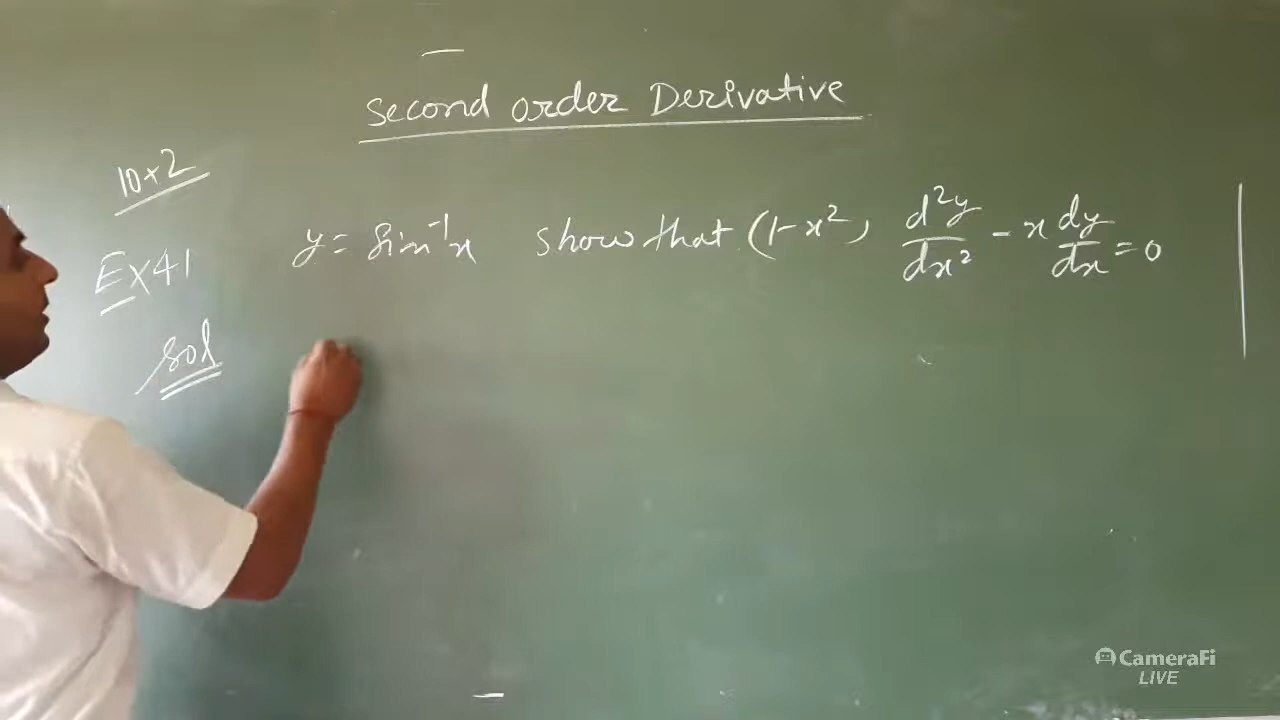 Second Order Derivative
10+2
Ex41
y = sin⁻¹x show that (1-x²) d²y/dx² - x dy/dx = 0
sol
CameraFi
LIVE